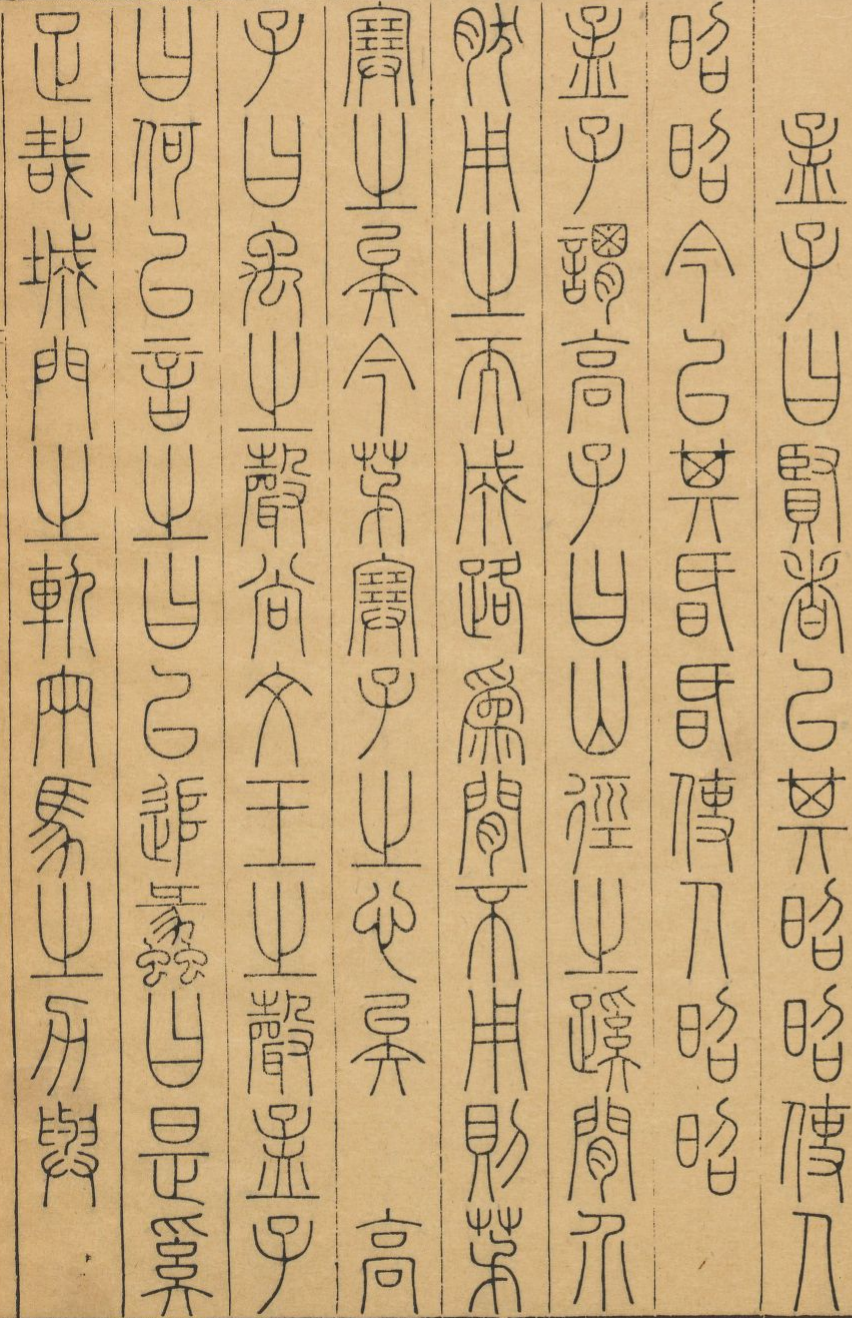 孟子曰賢者以其昭昭使人
昭昭今以其昏昏使人昭昭
孟子謂高子曰山徑之蹊間介
然用之而成路為間不用則茅
塞之矣今茅塞子之心矣　高
子曰禹之聲尚文王之聲孟子
曰何以言之曰以追蠡曰是奚
足哉城門之軌兩馬之力與